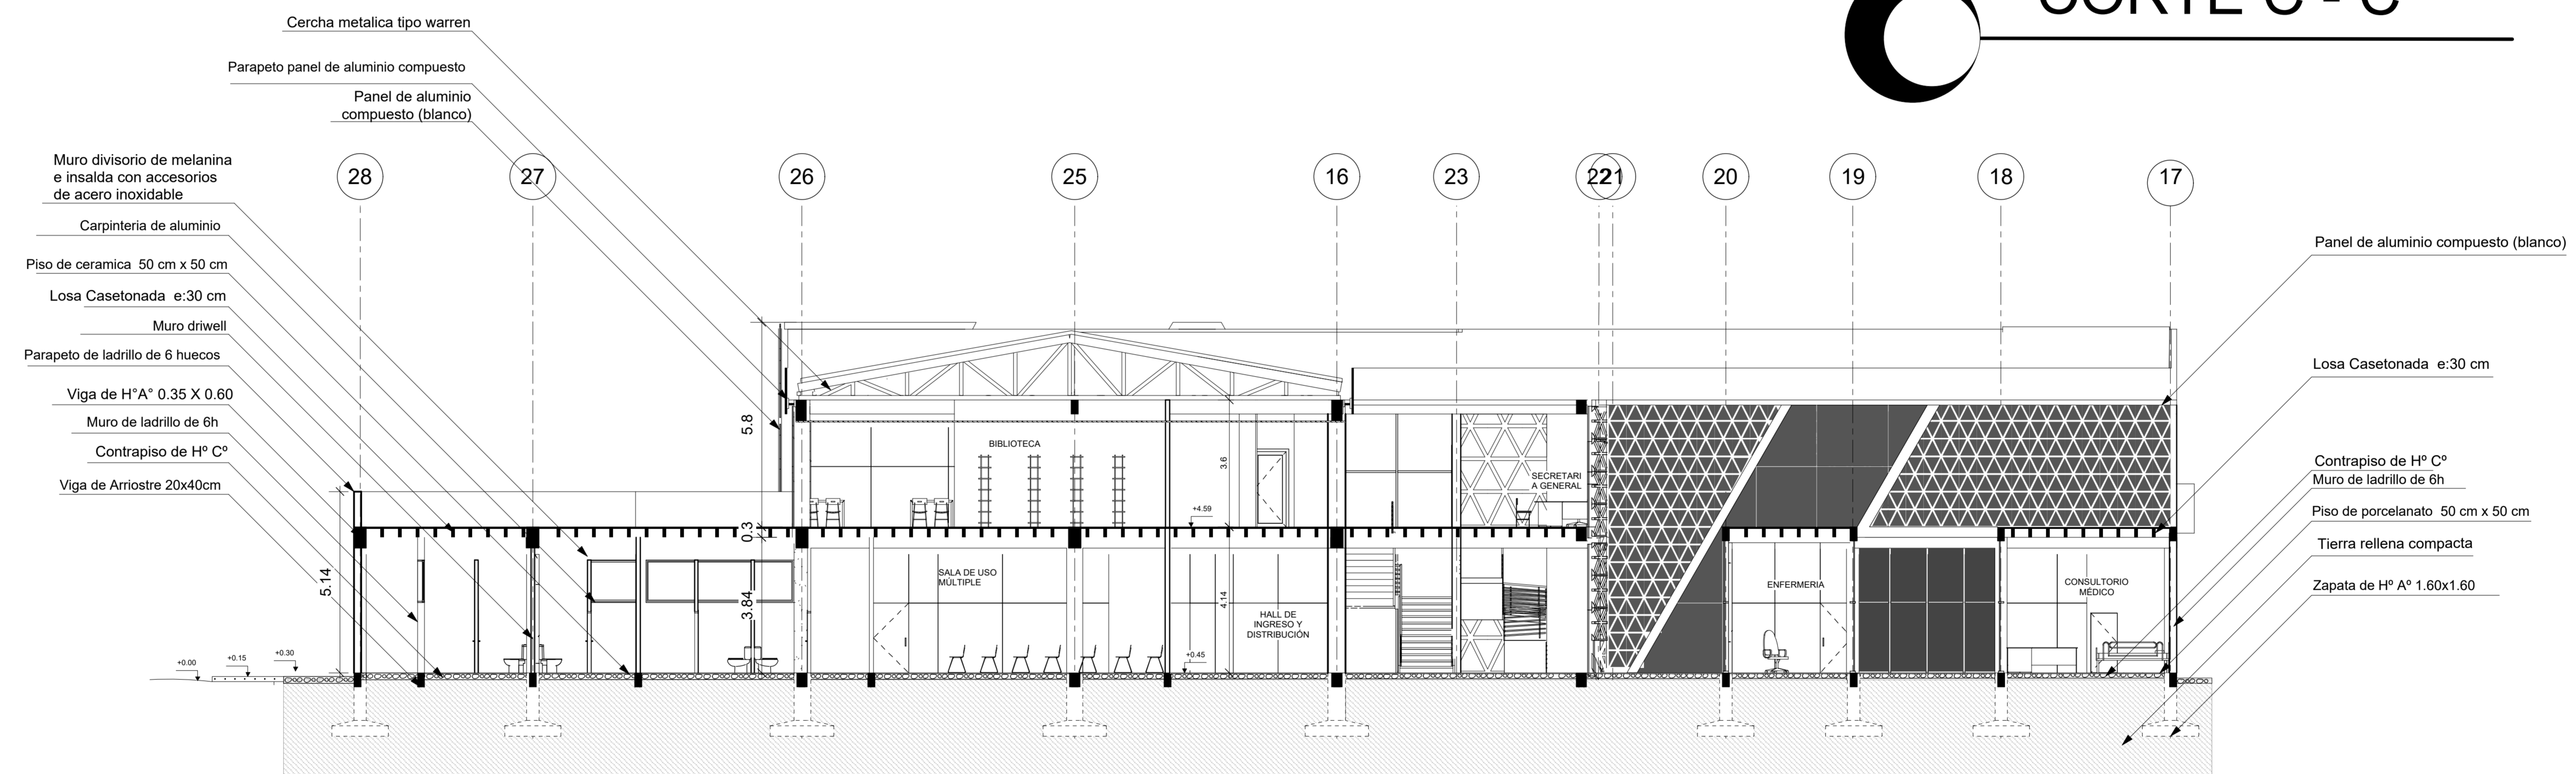 CORTE C - C
Cercha metalica tipo warren
Parapeto panel de aluminio compuesto
Panel de aluminio
compuesto (blanco)
Muro divisorio de melanina
e insalda con accesorios
de acero inoxidable
Carpinteria de aluminio
Piso de ceramica 50 cm x 50 cm
Losa Casetonada e:30 cm
Muro driwell
Parapeto de ladrillo de 6 huecos
Viga de H°A° 0.35 X 0.60
Muro de ladrillo de 6h
Contrapiso de Hº Cº
Viga de Arriostre 20x40cm
28
27
26
25
16
23
22
21
20
19
18
17
Panel de aluminio compuesto (blanco)
Losa Casetonada e:30 cm
Contrapiso de Hº Cº
Muro de ladrillo de 6h
Piso de porcelanato 50 cm x 50 cm
Tierra rellena compacta
Zapata de Hº Aº 1.60x1.60
5.8
0.3
3.84
5.14
3.6
4.14
BIBLIOTECA
SECRETARI
A GENERAL
+4.59
SALA DE USO
MÚLTIPLE
HALL DE
INGRESO Y
DISTRIBUCIÓN
ENFERMERIA
CONSULTORIO
MÉDICO
+0.00
+0.15
+0.30
+0.45